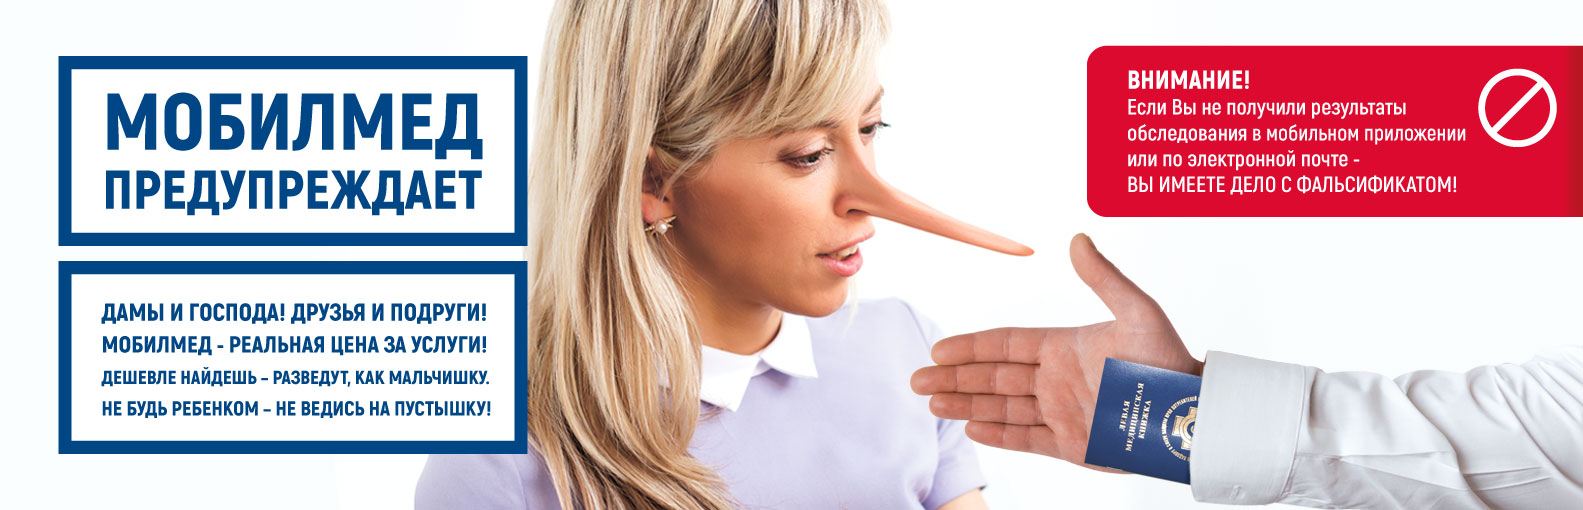 МОБИЛМЕД
ПРЕДУПРЕЖДАЕТ
ДАМЫ И ГОСПОДА! ДРУЗЬЯ И ПОДРУГИ!
МОБИЛМЕД - РЕАЛЬНАЯ ЦЕНА ЗА УСЛУГИ!
ДЕШЕВЛЕ НАЙДЕШЬ – РАЗВЕДУТ, КАК МАЛЬЧИШКУ.
НЕ БУДЬ РЕБЕНКОМ – НЕ ВЕДИСЬ НА ПУСТЫШКУ!
ВНИМАНИЕ!
Если Вы не получили результаты
обследования в мобильном приложении
или по электронной почте -
ВЫ ИМЕЕТЕ ДЕЛО С ФАЛЬСИФИКАТОМ!
ЛЕВАЯ
МЕДИЦИНСКАЯ
КНИЖКА